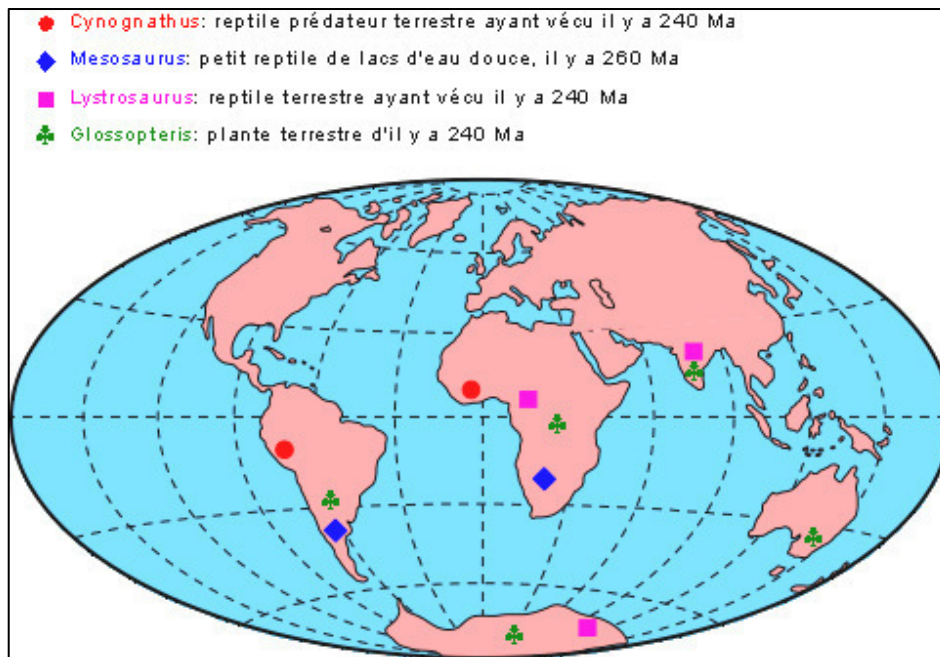 Cynognathus: reptile prédateur terrestre ayant vécu il y a 240 Ma
Mesosaurus: petit reptile de lacs d'eau douce, il y a 260 Ma
Lystrosaurus: reptile terrestre ayant vécu il y a 240 Ma
Glossopteris: plante terrestre d'il y a 240 Ma